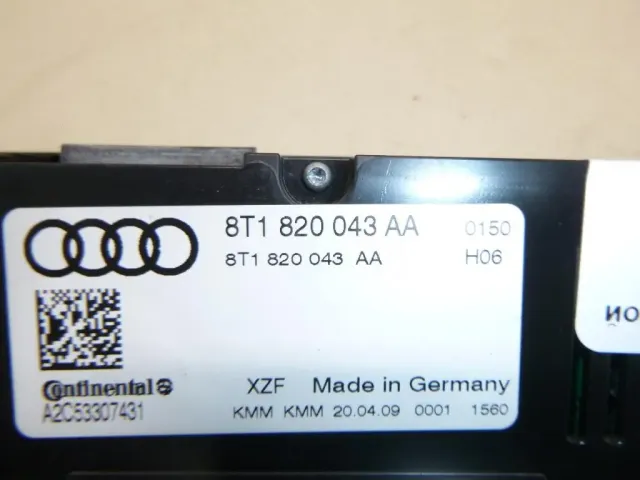 8T1 820 043 AA 0150
8T1 820 043 AA H06
Continental
A2C53307431
XZF Made in Germany
KMM KMM 20.04.09 0001 1560